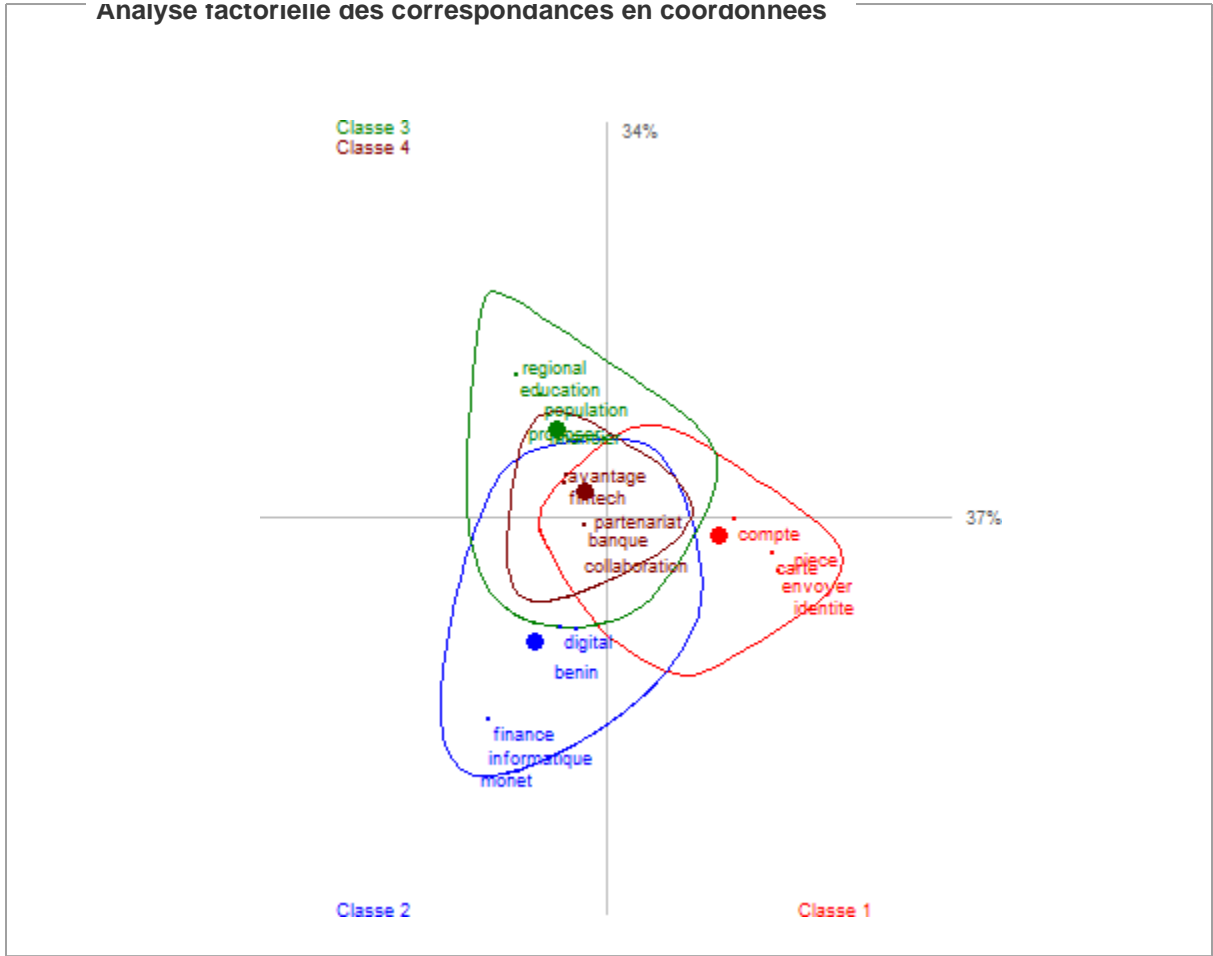 Analyse factorielle des correspondances en coordonnées
Classe 3
34%
Classe 4
regional
education
population
avantage
fintech
37%
partenariat
compte
banque
piece
carte
collaboration
envoyer
identite
digital
benin
finance
informatique
monet
Classe 2
Classe 1